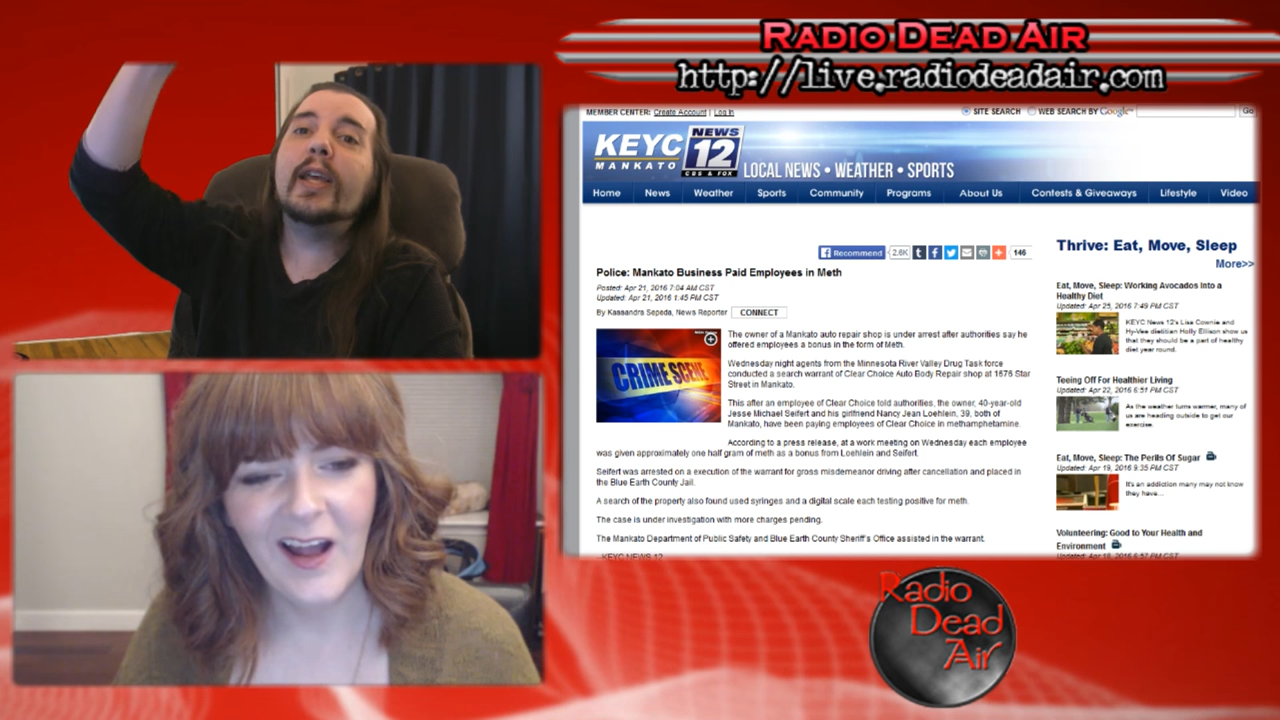 RADIO DEAD AIR
http://live.radiodeadair.com
MEMBER CENTER: Create Account | Log In
SITE SEARCH WEB SEARCH BY Google Go
KEYC NEWS 12
MANKATO
CBS & FOX
LOCAL NEWS • WEATHER • SPORTS
Home News Weather Sports Community Programs About Us Contests & Giveaways Lifestyle Video
Recommend 2.6K 146
Police: Mankato Business Paid Employees in Meth
Posted: Apr 21, 2016 7:04 AM CST
Updated: Apr 21, 2016 1:45 PM CST
By Kassandra Sepeda, News Reporter CONNECT
CRIME SCENE
The owner of a Mankato auto repair shop is under arrest after authorities say he
offered employees a bonus in the form of Meth.
Wednesday night agents from the Minnesota River Valley Drug Task force
conducted a search warrant of Clear Choice Auto Body Repair shop at 1676 Star
Street in Mankato.
This after an employee of Clear Choice told authorities, the owner, 40-year-old
Jesse Michael Seifert and his girlfriend Nancy Jean Loehlein, 39, both of
Mankato, have been paying employees of Clear Choice in methamphetamine.
According to a press release, at a work meeting on Wednesday each employee
was given approximately one half gram of meth as a bonus from Loehlein and Seifert.
Seifert was arrested on a execution of the warrant for gross misdemeanor driving after cancellation and placed in
the Blue Earth County Jail.
A search of the property also found used syringes and a digital scale each testing positive for meth.
The case is under investigation with more charges pending.
The Mankato Department of Public Safety and Blue Earth County Sheriff's Office assisted in the warrant.
- KEYC NEWS 12
Thrive: Eat, Move, Sleep
More>>
Eat, Move, Sleep: Working Avocados Into a
Healthy Diet
Updated: Apr 25, 2016 7:49 PM CST
KEYC News 12's Lisa Cownie and
Hy-Vee dietitian Holly Ellison show us
that they should be a part of healthy
diet year round.
Teeing Off For Healthier Living
Updated: Apr 22, 2016 6:51 PM CST
As the weather turns warmer, many of
us are heading outside to get our
exercise.
Eat, Move, Sleep: The Perils Of Sugar
Updated: Apr 19, 2016 9:35 PM CST
It's an addiction many may not know
they have...
Volunteering: Good to Your Health and
Environment
Updated: Apr 18, 2016 6:57 PM CST
Radio
Dead
Air